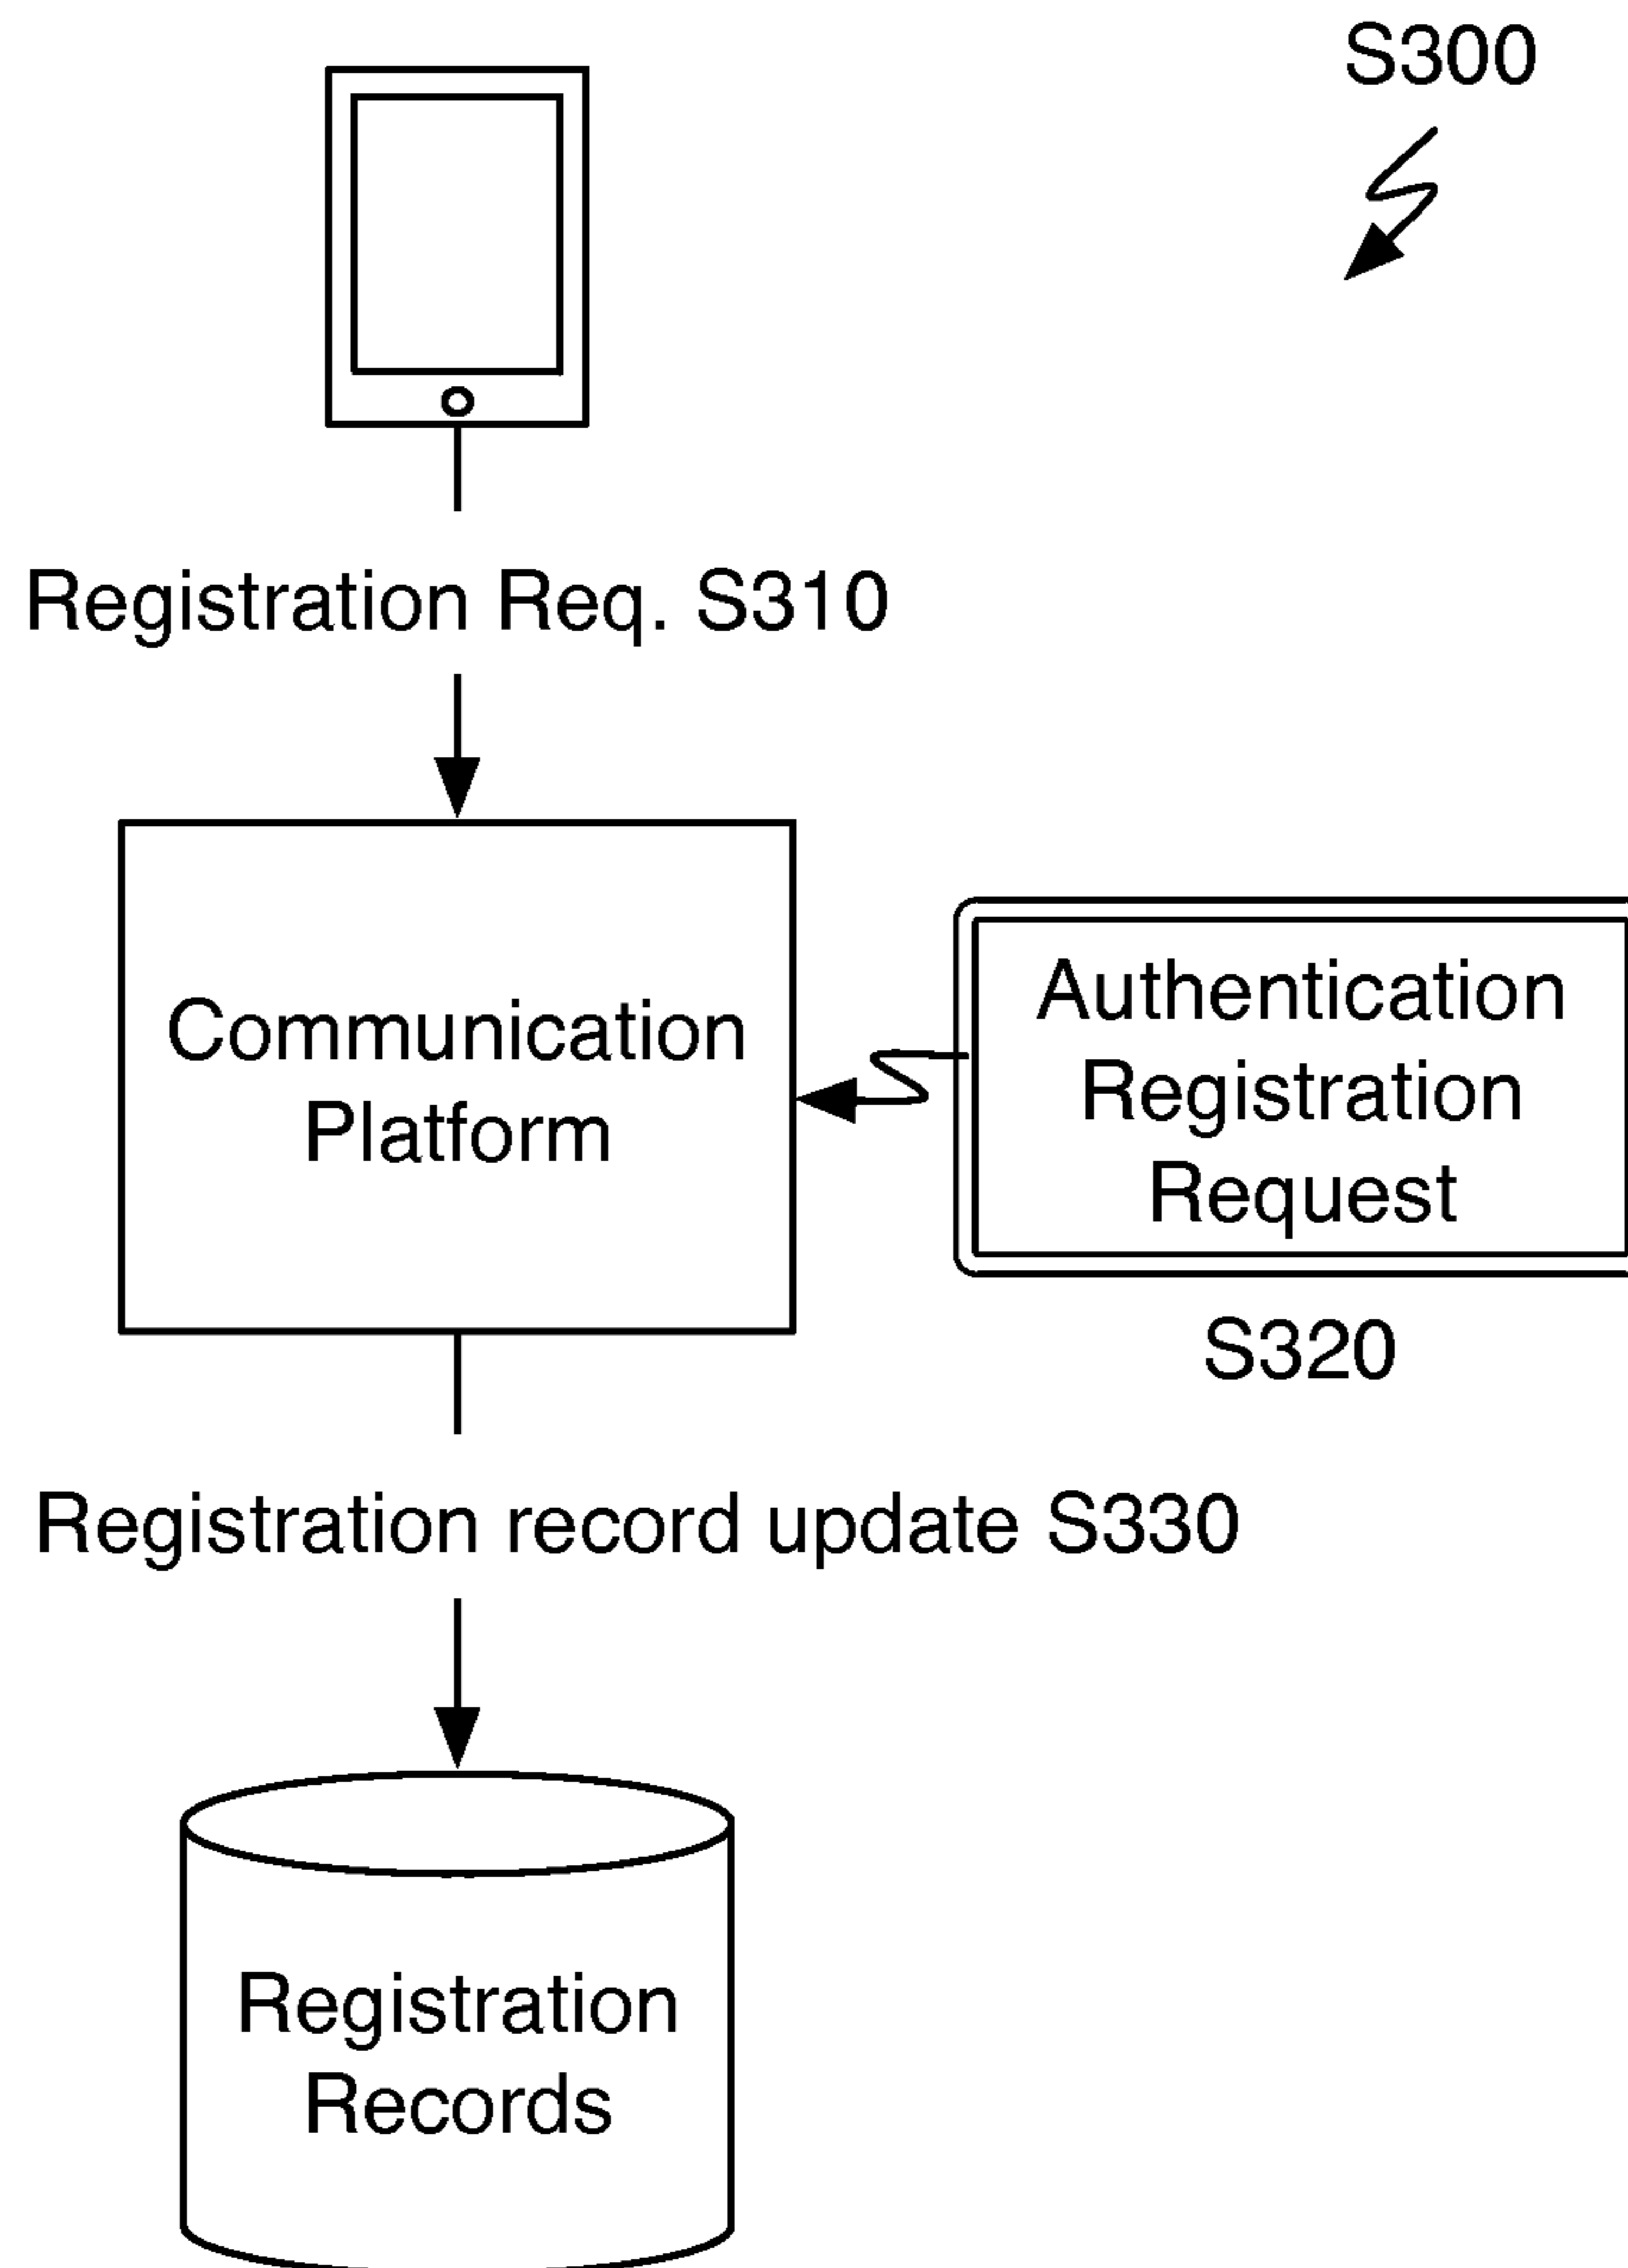 S300
Registration Req. S310
Communication
Platform
Authentication
Registration
Request
S320
Registration record update S330
Registration
Records